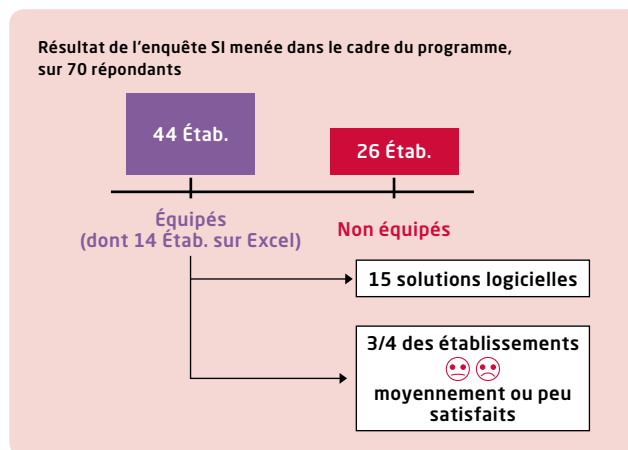 Résultat de l'enquête SI menée dans le cadre du programme,
sur 70 répondants
44 Étab.
26 Étab.
Équipés
(dont 14 Étab. sur Excel)
Non équipés
15 solutions logicielles
3/4 des établissements
moyennement ou peu
satisfaits